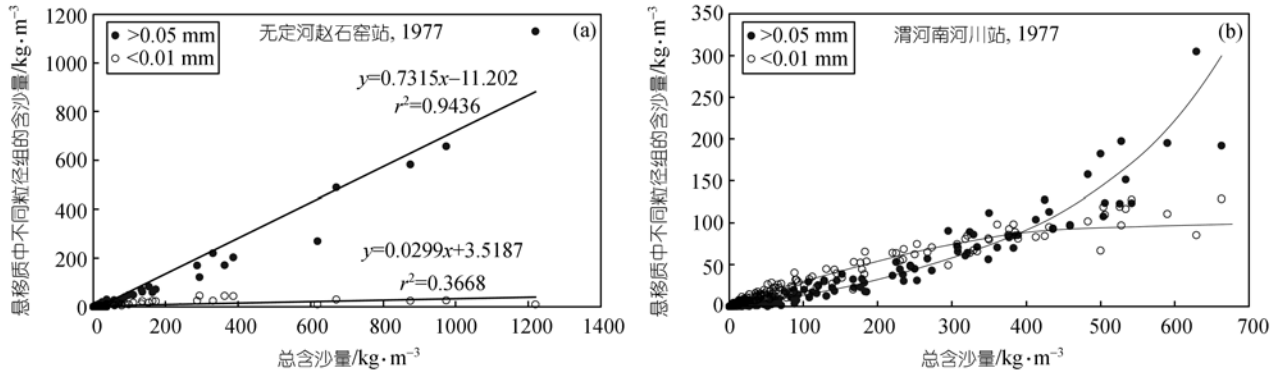 悬移质中不同粒径组的含沙量/kg·m⁻³
1200
1000
800
600
400
200
0
● >0.05 mm
○ <0.01 mm
无定河赵石窑站, 1977
(a)
y=0.7315x−11.202
r²=0.9436
y=0.0299x+3.5187
r²=0.3668
0 200 400 600 800 1000 1200 1400
总含沙量/kg·m⁻³
悬移质中不同粒径组的含沙量/kg·m⁻³
350
300
250
200
150
100
50
0
● >0.05 mm
○ <0.01 mm
渭河南河川站, 1977
(b)
0 100 200 300 400 500 600 700
总含沙量/kg·m⁻³